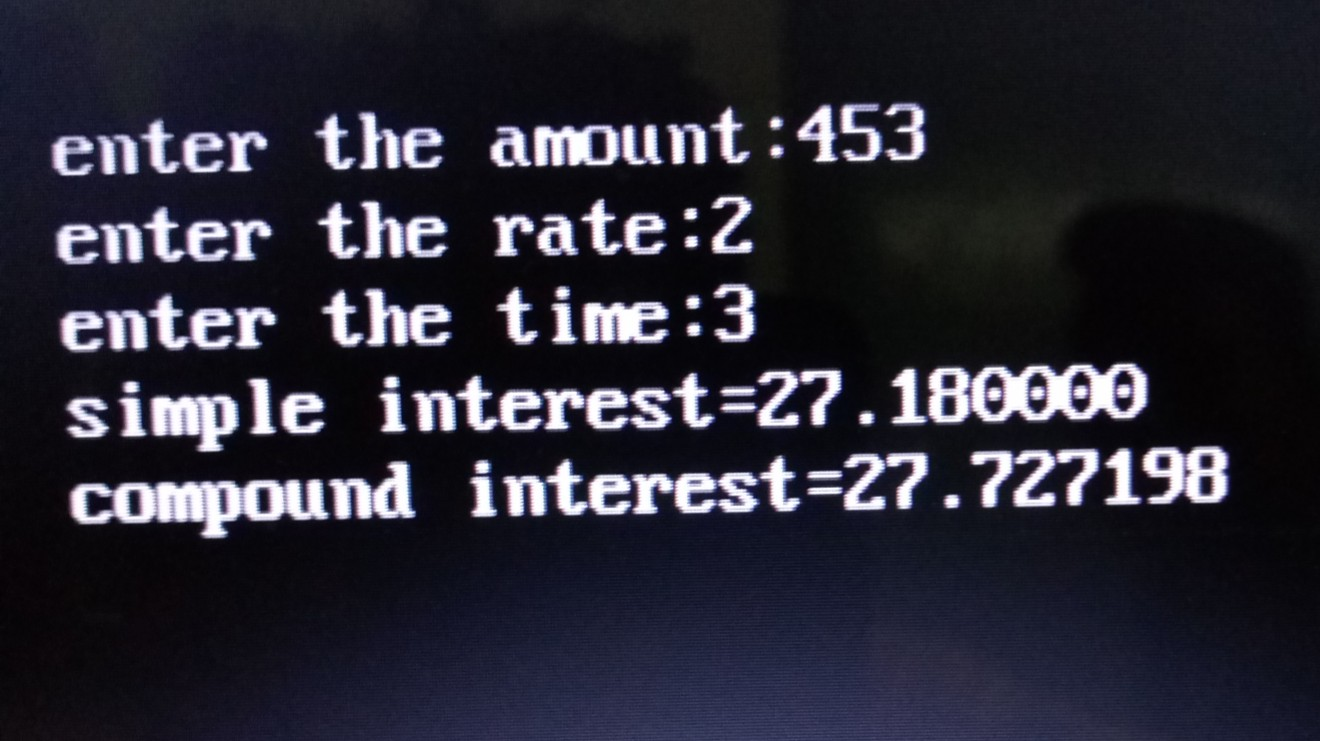 enter the amount:453
enter the rate:2
enter the time:3
simple interest=27.180000
compound interest=27.727198